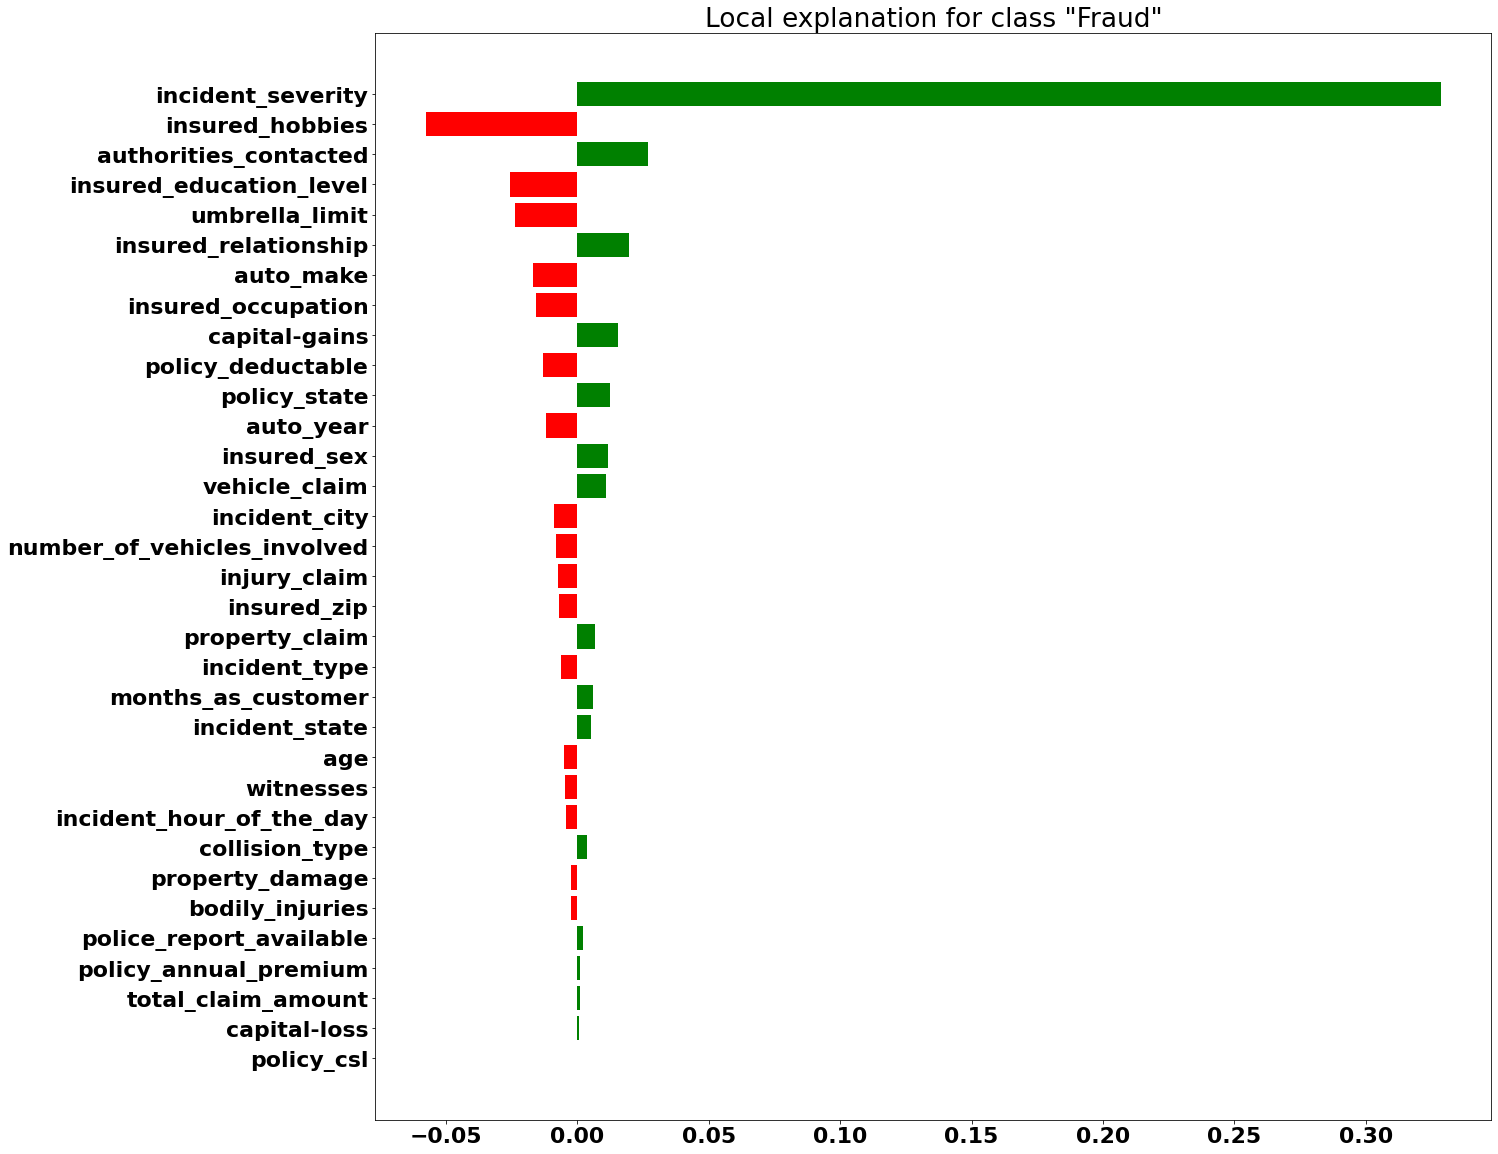 Local explanation for class "Fraud"
incident_severity
insured_hobbies
authorities_contacted
insured_education_level
umbrella_limit
insured_relationship
auto_make
insured_occupation
capital-gains
policy_deductable
policy_state
auto_year
insured_sex
vehicle_claim
incident_city
number_of_vehicles_involved
injury_claim
insured_zip
property_claim
incident_type
months_as_customer
incident_state
age
witnesses
incident_hour_of_the_day
collision_type
property_damage
bodily_injuries
police_report_available
policy_annual_premium
total_claim_amount
capital-loss
policy_csl
−0.05 0.00 0.05 0.10 0.15 0.20 0.25 0.30